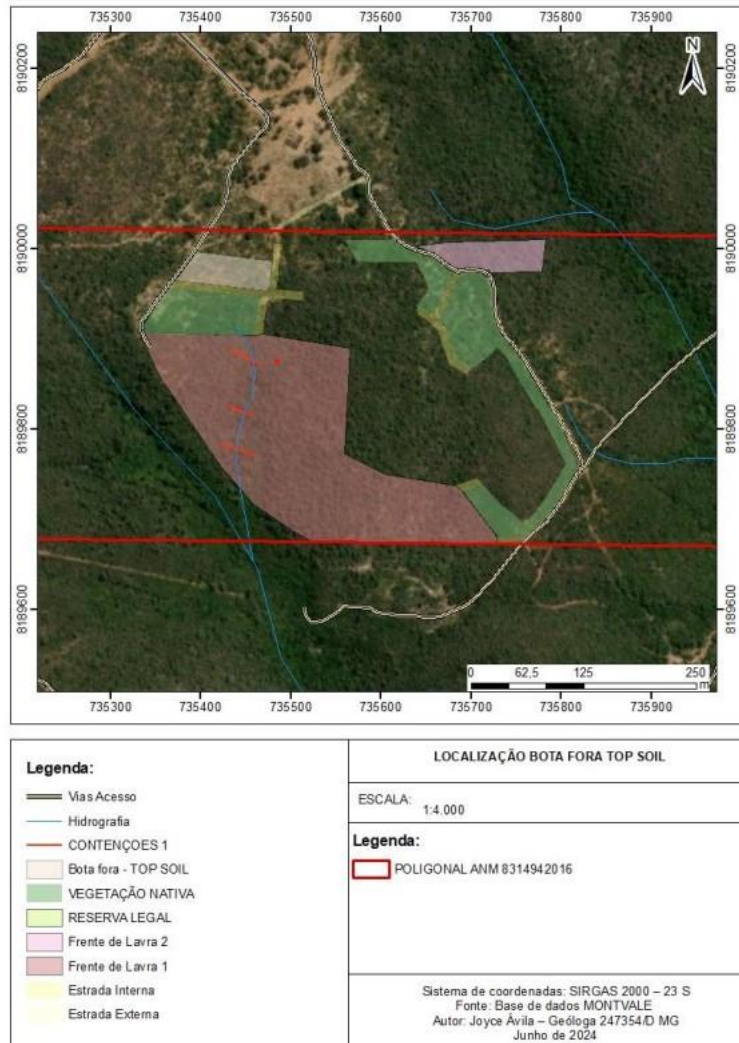 735300 735400 735500 735600 735700 735800 735900
8190200
8190200
N
8190000
8190000
8189800
8189800
8189600
8189600
0 62,5 125 250
m
735300 735400 735500 735600 735700 735800 735900
Legenda:
Vias Acesso
Hidrografia
CONTENÇOES 1
Bota fora - TOP SOIL
VEGETAÇÃO NATIVA
RESERVA LEGAL
Frente de Lavra 2
Frente de Lavra 1
Estrada Interna
Estrada Externa
LOCALIZAÇÃO BOTA FORA TOP SOIL
ESCALA: 1:4.000
Legenda:
POLIGONAL ANM 8314942016
Sistema de coordenadas: SIRGAS 2000 – 23 S
Fonte: Base de dados MONTVALE
Autor: Joyce Ávila – Geóloga 247354/D MG
Junho de 2024